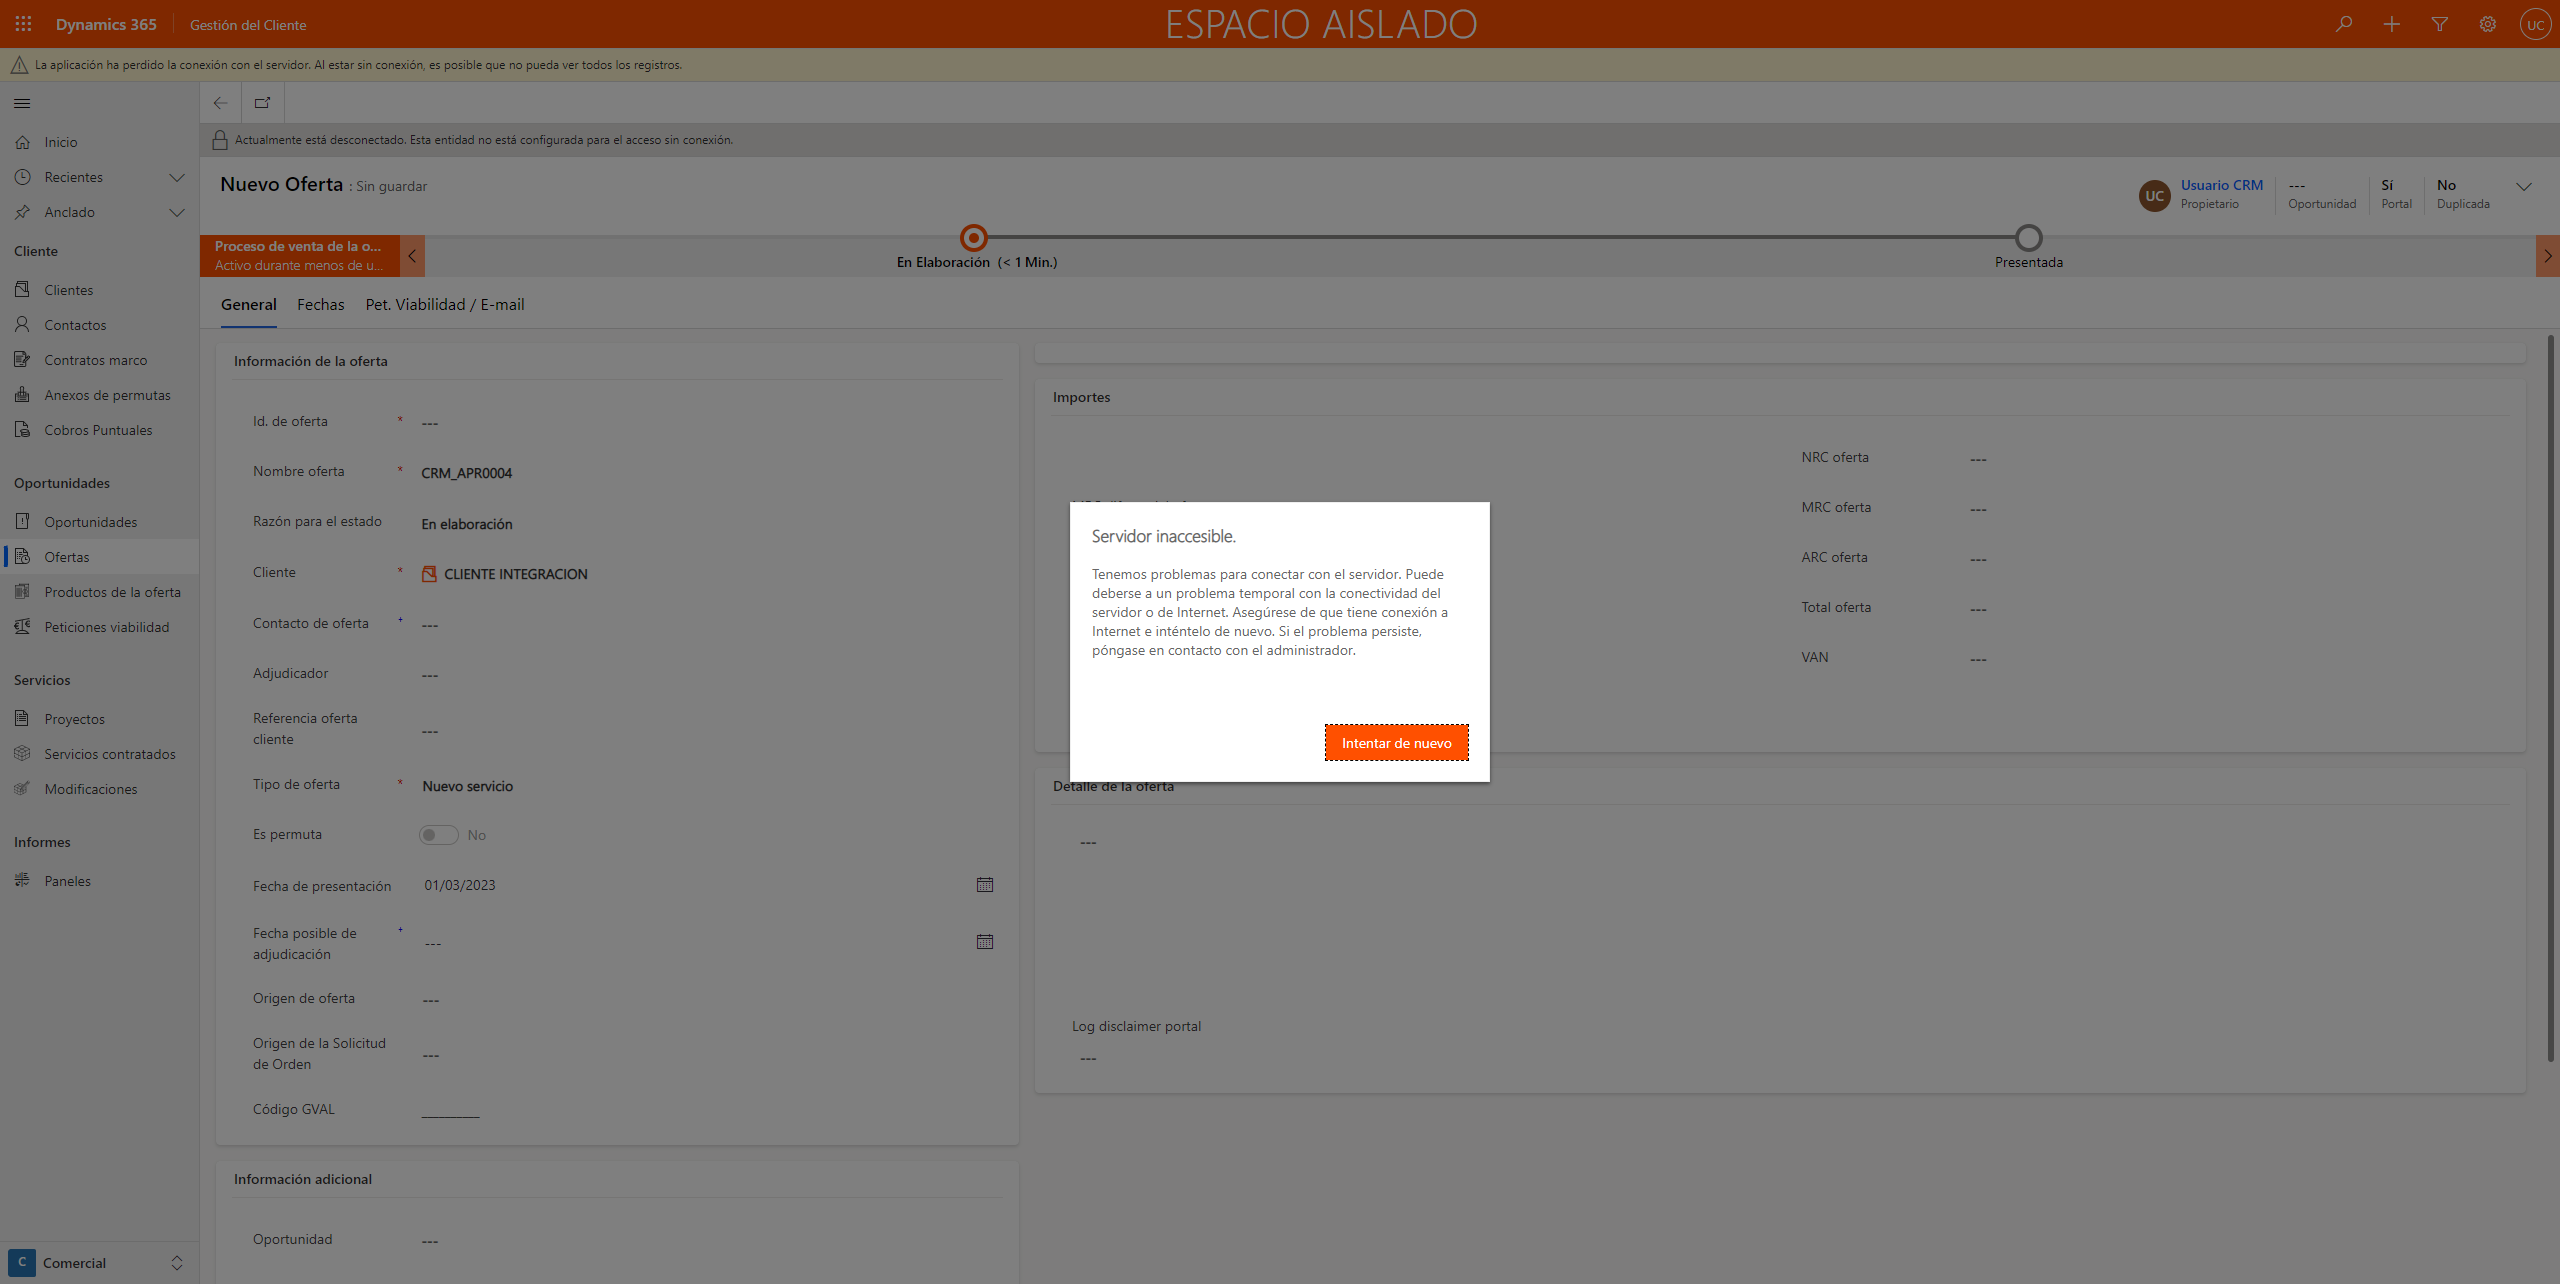 Dynamics 365
Gestión del Cliente
ESPACIO AISLADO
UC
La aplicación ha perdido la conexión con el servidor. Al estar sin conexión, es posible que no pueda ver todos los registros.
Inicio
Recientes
Anclado
Cliente
Clientes
Contactos
Contratos marco
Anexos de permutas
Cobros Puntuales
Oportunidades
Oportunidades
Ofertas
Productos de la oferta
Peticiones viabilidad
Servicios
Proyectos
Servicios contratados
Modificaciones
Informes
Paneles
C Comercial
Actualmente está desconectado. Esta entidad no está configurada para el acceso sin conexión.
Nuevo Oferta : Sin guardar
UC
Usuario CRM
Propietario
---
Oportunidad
Sí
Portal
No
Duplicada
Proceso de venta de la o...
Activo durante menos de u...
En Elaboración (< 1 Min.)
Presentada
General Fechas Pet. Viabilidad / E-mail
Información de la oferta
Id. de oferta * ---
Nombre oferta * CRM_APR0004
Razón para el estado En elaboración
Cliente * CLIENTE INTEGRACION
Contacto de oferta + ---
Adjudicador ---
Referencia oferta
cliente ---
Tipo de oferta * Nuevo servicio
Es permuta No
Fecha de presentación 01/03/2023
Fecha posible de +
adjudicación ---
Origen de oferta ---
Origen de la Solicitud
de Orden ---
Código GVAL __________
Información adicional
Oportunidad ---
Importes
NRC oferta ---
MRC oferta ---
ARC oferta ---
Total oferta ---
VAN ---
Servidor inaccesible.
Tenemos problemas para conectar con el servidor. Puede
deberse a un problema temporal con la conectividad del
servidor o de Internet. Asegúrese de que tiene conexión a
Internet e inténtelo de nuevo. Si el problema persiste,
póngase en contacto con el administrador.
Intentar de nuevo
Detalle de la oferta
---
Log disclaimer portal
---